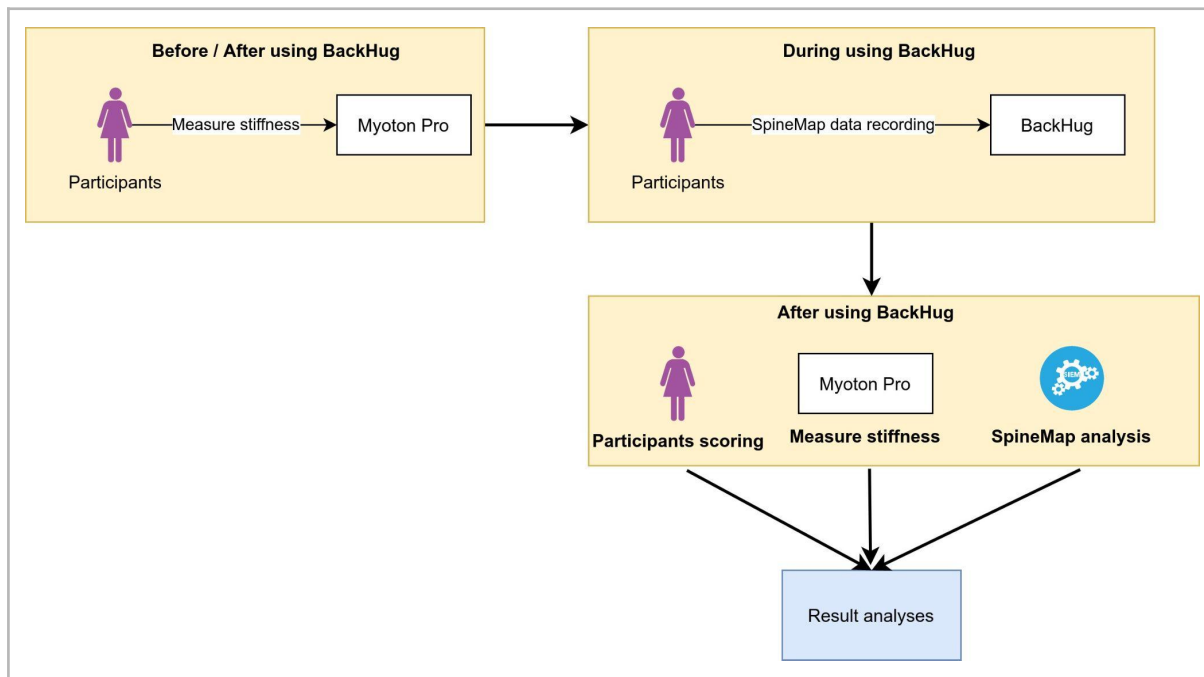 Before / After using BackHug
Measure stiffness
Myoton Pro
Participants
During using BackHug
SpineMap data recording
BackHug
Participants
After using BackHug
Myoton Pro
Participants scoring
Measure stiffness
SpineMap analysis
Result analyses